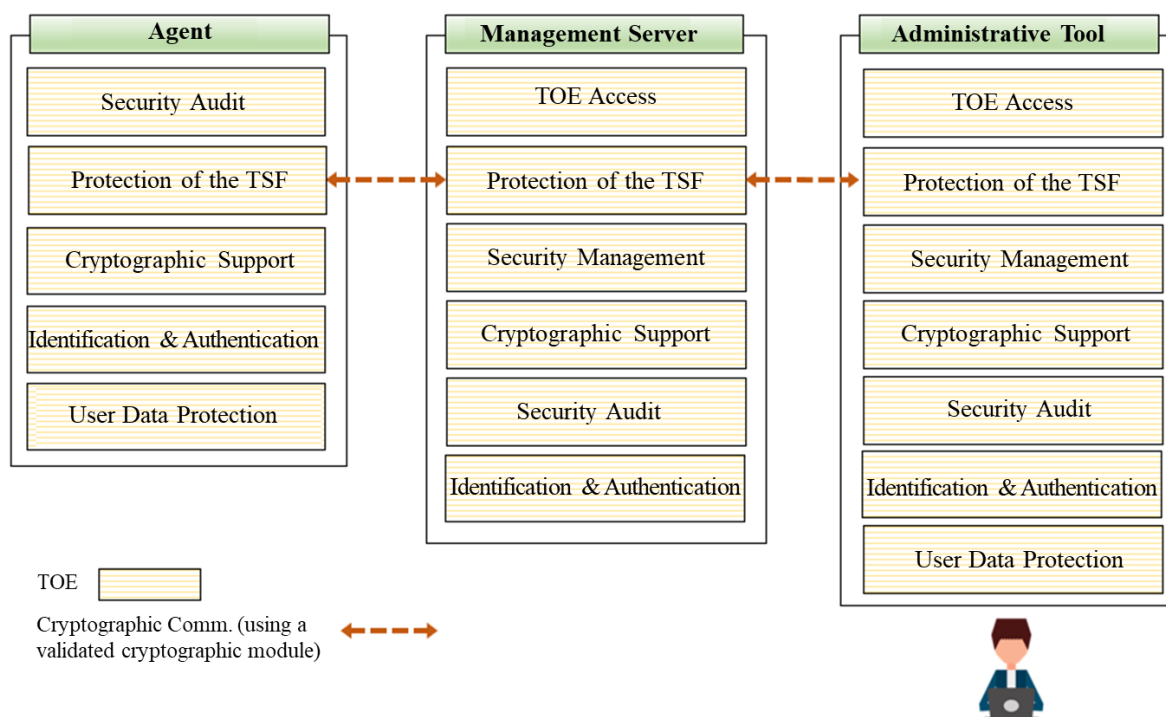 Agent
Security Audit
Protection of the TSF
Cryptographic Support
Identification & Authentication
User Data Protection
Management Server
TOE Access
Protection of the TSF
Security Management
Cryptographic Support
Security Audit
Identification & Authentication
Administrative Tool
TOE Access
Protection of the TSF
Security Management
Cryptographic Support
Security Audit
Identification & Authentication
User Data Protection
TOE
Cryptographic Comm. (using a
validated cryptographic module)